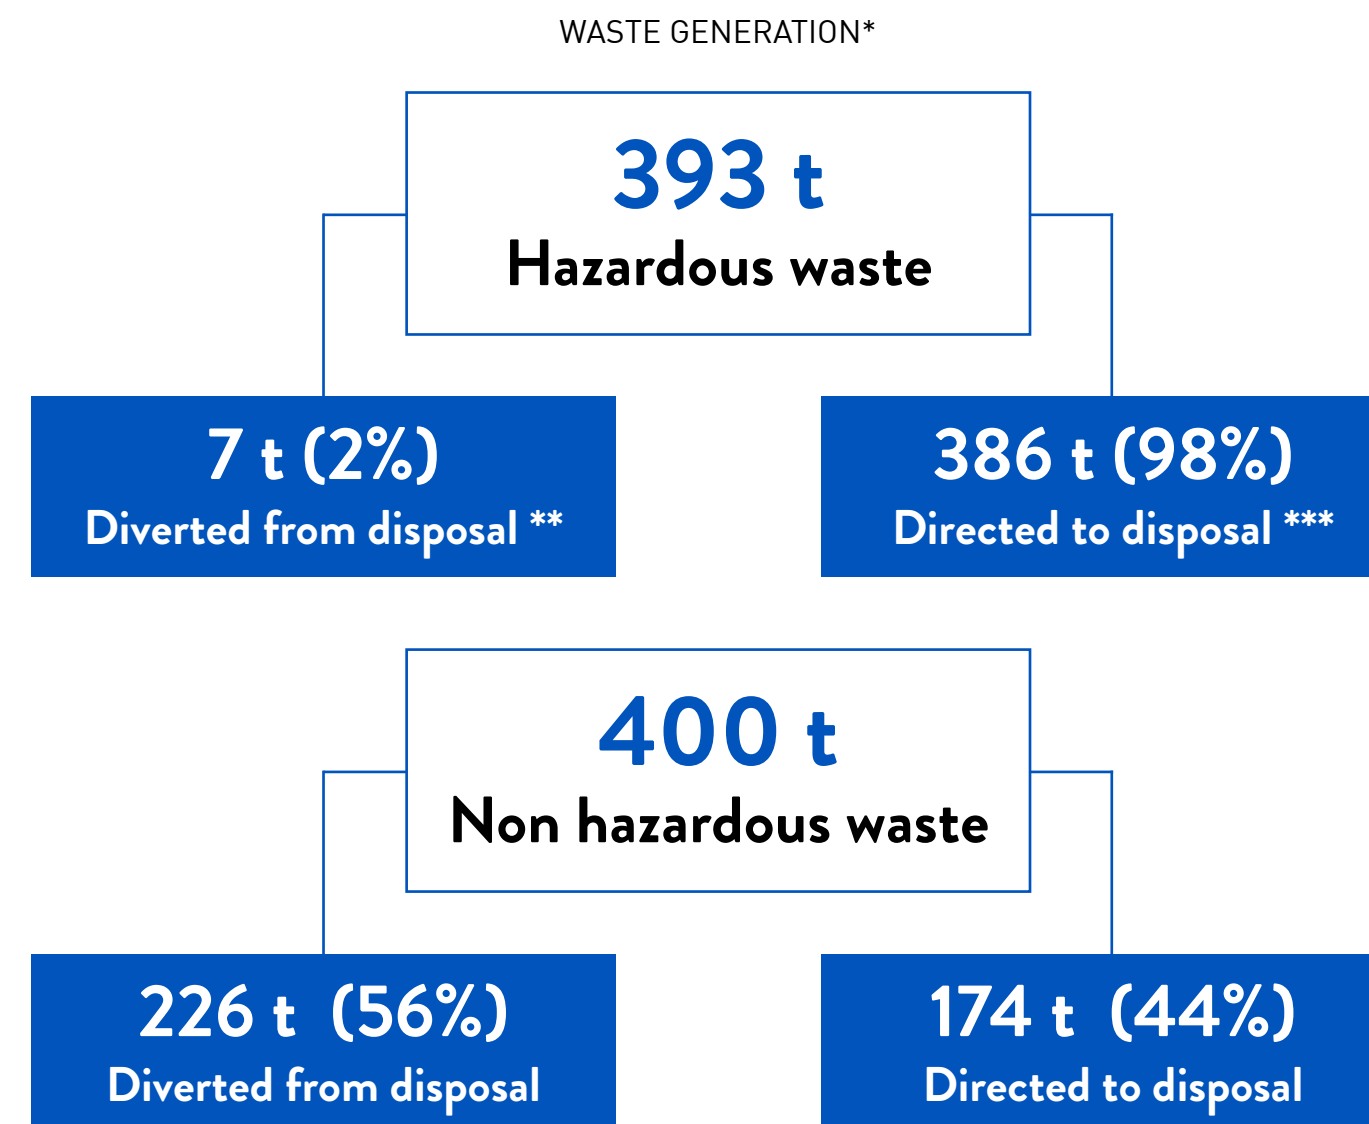 WASTE GENERATION*
393 t
Hazardous waste
7 t (2%)
Diverted from disposal **
386 t (98%)
Directed to disposal ***
400 t
Non hazardous waste
226 t (56%)
Diverted from disposal
174 t (44%)
Directed to disposal